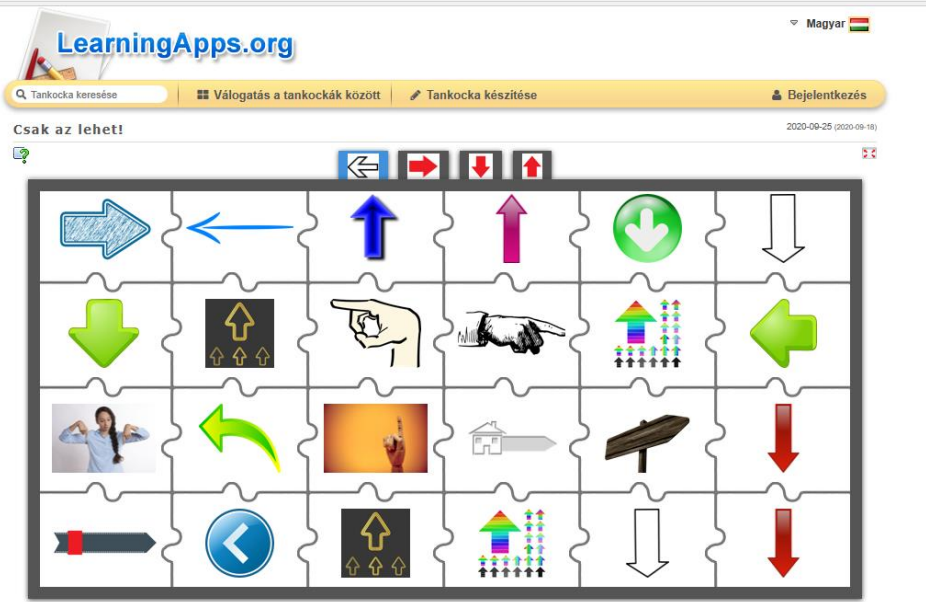 Magyar
LearningApps.org
Tankocka keresése
Válogatás a tankockák között
Tankocka készítése
Bejelentkezés
Csak az lehet!
2020-09-25 (2020-09-18)